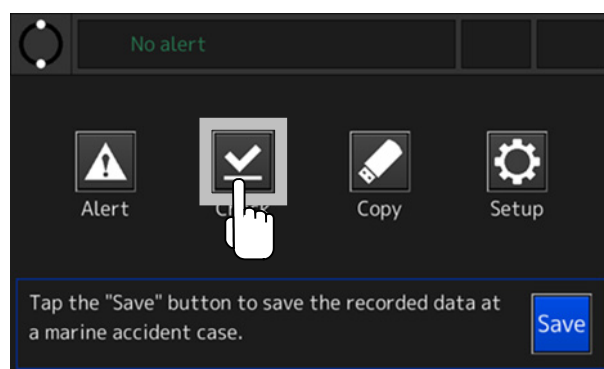 No alert
Alert
Check
Copy
Setup
Tap the "Save" button to save the recorded data at
a marine accident case.
Save